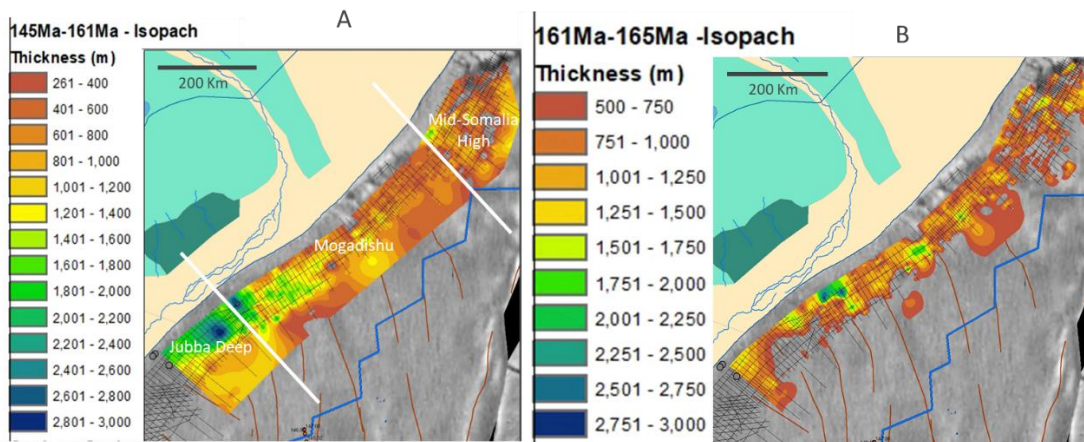 A
145Ma-161Ma - Isopach
Thickness (m)
261 - 400
401 - 600
601 - 800
801 - 1,000
1,001 - 1,200
1,201 - 1,400
1,401 - 1,600
1,601 - 1,800
1,801 - 2,000
2,001 - 2,200
2,201 - 2,400
2,401 - 2,600
2,601 - 2,800
2,801 - 3,000
200 Km
Mid-Somalia
High
Mogadishu
Jubba Deep
B
161Ma-165Ma -Isopach
Thickness (m)
500 - 750
751 - 1,000
1,001 - 1,250
1,251 - 1,500
1,501 - 1,750
1,751 - 2,000
2,001 - 2,250
2,251 - 2,500
2,501 - 2,750
2,751 - 3,000
200 Km